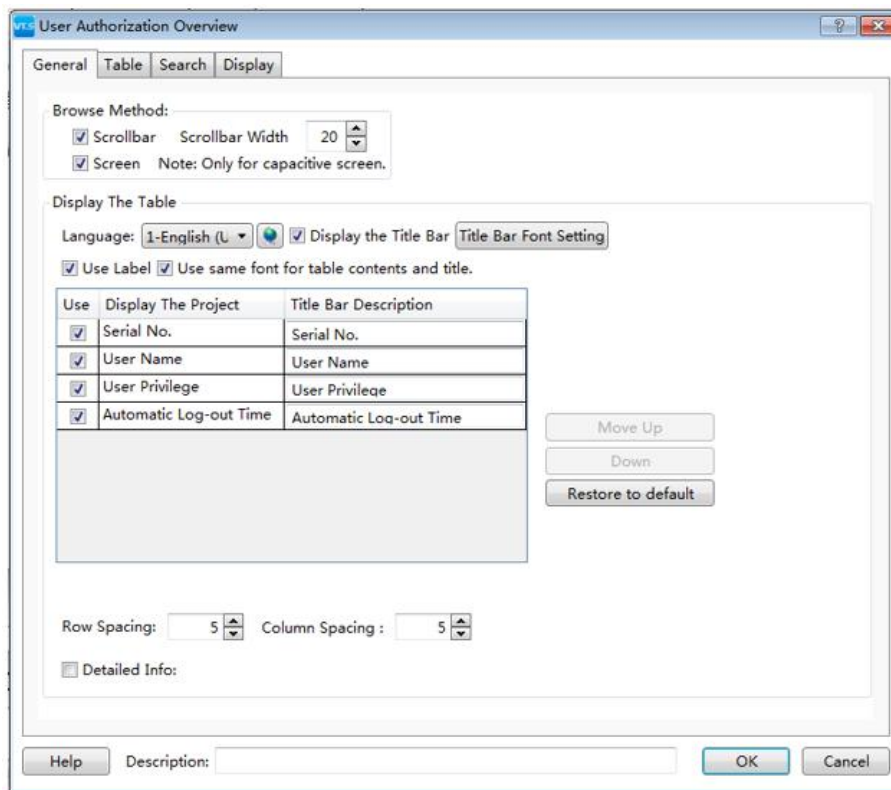 VT.S User Authorization Overview
General Table Search Display
Browse Method:
Scrollbar Scrollbar Width 20
Screen Note: Only for capacitive screen.
Display The Table
Language: 1-English (U Display the Title Bar Title Bar Font Setting
Use Label Use same font for table contents and title.
Use Display The Project Title Bar Description
Serial No. Serial No.
User Name User Name
User Privilege User Privilege
Automatic Log-out Time Automatic Log-out Time
Move Up
Down
Restore to default
Row Spacing: 5 Column Spacing : 5
Detailed Info:
Help Description: OK Cancel